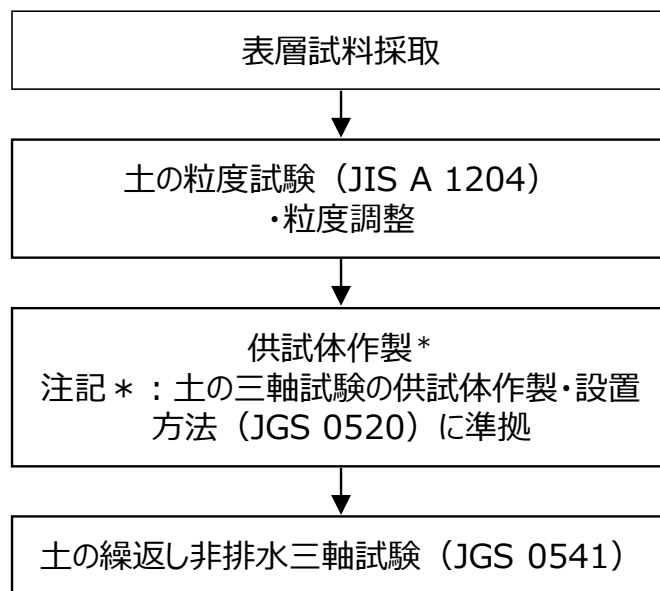 表層試料採取
土の粒度試験（JIS A 1204）
・粒度調整
供試体作製＊
注記＊：土の三軸試験の供試体作製・設置
方法（JGS 0520）に準拠
土の繰返し非排水三軸試験（JGS 0541）